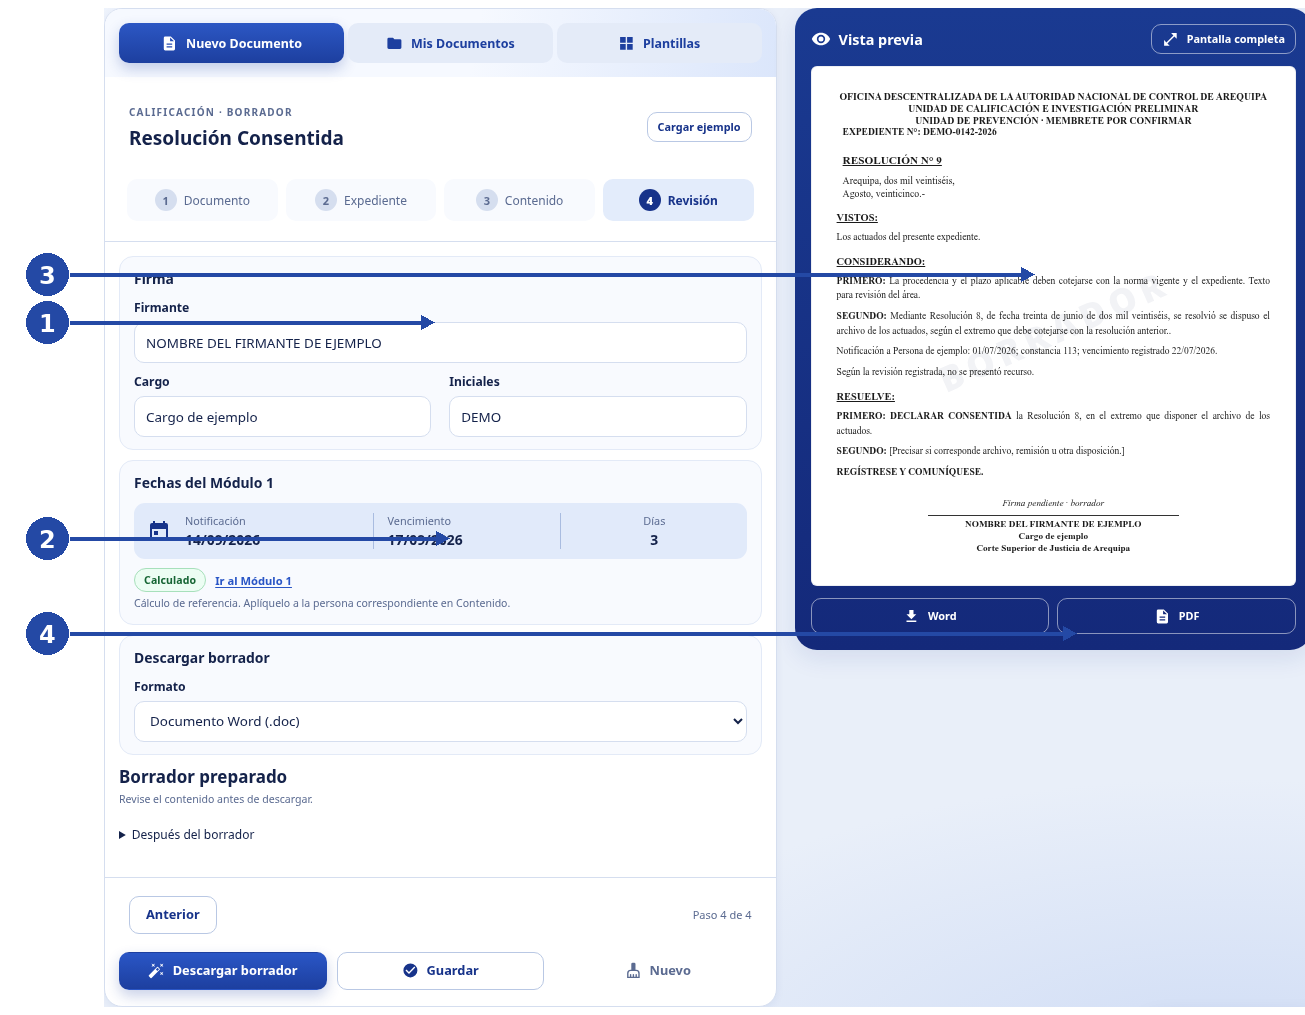 Nuevo Documento
Mis Documentos
Plantillas
CALIFICACIÓN · BORRADOR
Resolución Consentida
Cargar ejemplo
1 Documento
2 Expediente
3 Contenido
4 Revisión
3
Firma
1
Firmante
NOMBRE DEL FIRMANTE DE EJEMPLO
Cargo
Iniciales
Cargo de ejemplo
DEMO
Fechas del Módulo 1
2
Notificación
Vencimiento
Días
14/09/2026
17/09/2026
3
Calculado
Ir al Módulo 1
Cálculo de referencia. Aplíquelo a la persona correspondiente en Contenido.
4
Descargar borrador
Formato
Documento Word (.doc)
Borrador preparado
Revise el contenido antes de descargar.
Después del borrador
Anterior
Paso 4 de 4
Descargar borrador
Guardar
Nuevo
Vista previa
Pantalla completa
OFICINA DESCENTRALIZADA DE LA AUTORIDAD NACIONAL DE CONTROL DE AREQUIPA
UNIDAD DE CALIFICACIÓN E INVESTIGACIÓN PRELIMINAR
UNIDAD DE PREVENCIÓN · MEMBRETE POR CONFIRMAR
EXPEDIENTE N°: DEMO-0142-2026
RESOLUCIÓN N° 9
Arequipa, dos mil veintiséis,
Agosto, veinticinco.-
VISTOS:
Los actuados del presente expediente.
CONSIDERANDO:
PRIMERO: La procedencia y el plazo aplicable deben cotejarse con la norma vigente y el expediente. Texto
para revisión del área.
SEGUNDO: Mediante Resolución 8, de fecha treinta de junio de dos mil veintiséis, se resolvió se dispuso el
archivo de los actuados, según el extremo que debe cotejarse con la resolución anterior..
Notificación a Persona de ejemplo: 01/07/2026; constancia 113; vencimiento registrado 22/07/2026.
Según la revisión registrada, no se presentó recurso.
BORRADOR
RESUELVE:
PRIMERO: DECLARAR CONSENTIDA la Resolución 8, en el extremo que disponer el archivo de los
actuados.
SEGUNDO: [Precisar si corresponde archivo, remisión u otra disposición.]
REGÍSTRESE Y COMUNÍQUESE.
Firma pendiente · borrador
NOMBRE DEL FIRMANTE DE EJEMPLO
Cargo de ejemplo
Corte Superior de Justicia de Arequipa
Word
PDF